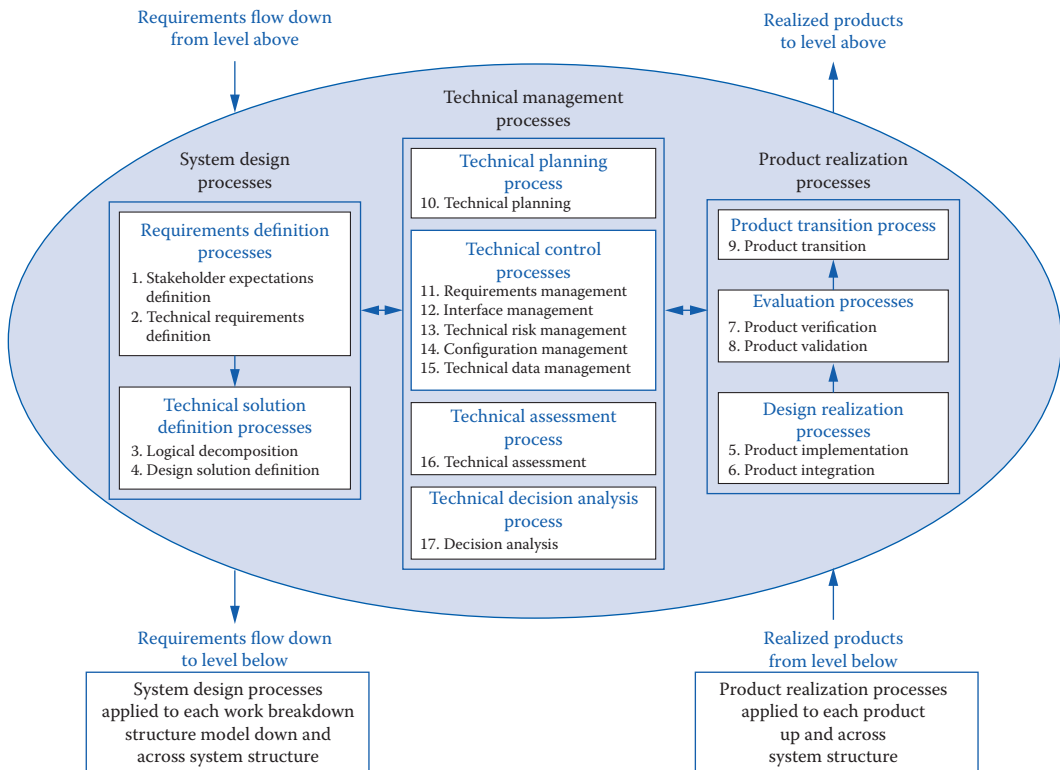 Requirements flow down
from level above
Realized products
to level above
Technical management
processes
System design
processes
Requirements definition
processes
1. Stakeholder expectations
definition
2. Technical requirements
definition
Technical solution
definition processes
3. Logical decomposition
4. Design solution definition
Technical planning
process
10. Technical planning
Technical control
processes
11. Requirements management
12. Interface management
13. Technical risk management
14. Configuration management
15. Technical data management
Technical assessment
process
16. Technical assessment
Technical decision analysis
process
17. Decision analysis
Product realization
processes
Product transition process
9. Product transition
Evaluation processes
7. Product verification
8. Product validation
Design realization
processes
5. Product implementation
6. Product integration
Requirements flow down
to level below
System design processes
applied to each work breakdown
structure model down and
across system structure
Realized products
from level below
Product realization processes
applied to each product
up and across
system structure